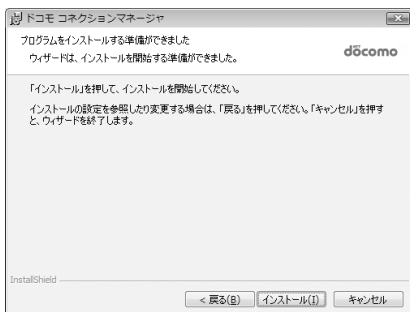 ドコモ コネクションマネージャ
プログラムをインストールする準備ができました
ウィザードは、インストールを開始する準備ができました。
döcomo
「インストール」を押して、インストールを開始してください。
インストールの設定を参照したり変更する場合は、「戻る」を押してください。「キャンセル」を押す
と、ウィザードを終了します。
InstallShield
< 戻る(B)
インストール(I)
キャンセル